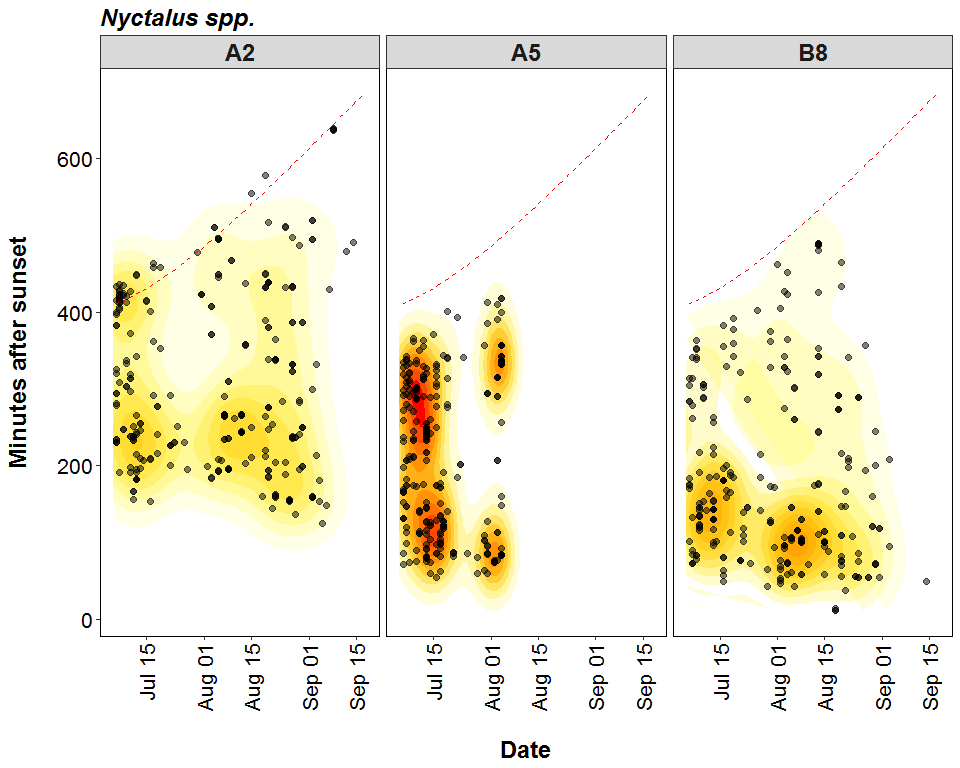 Nyctalus spp.
A2 A5 B8
Minutes after sunset
600
400
200
0
Jul 15 Aug 01 Aug 15 Sep 01 Sep 15 Jul 15 Aug 01 Aug 15 Sep 01 Sep 15 Jul 15 Aug 01 Aug 15 Sep 01 Sep 15
Date